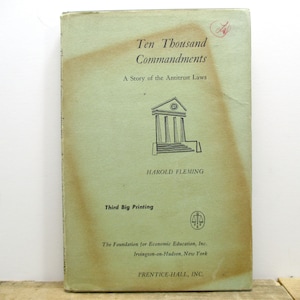 Ten Thousand
Commandments
A Story of the Antitrust Laws
HAROLD FLEMING
Third Big Printing
The Foundation for Economic Education, Inc.
Irvington-on-Hudson, New York
PRENTICE-HALL, INC.